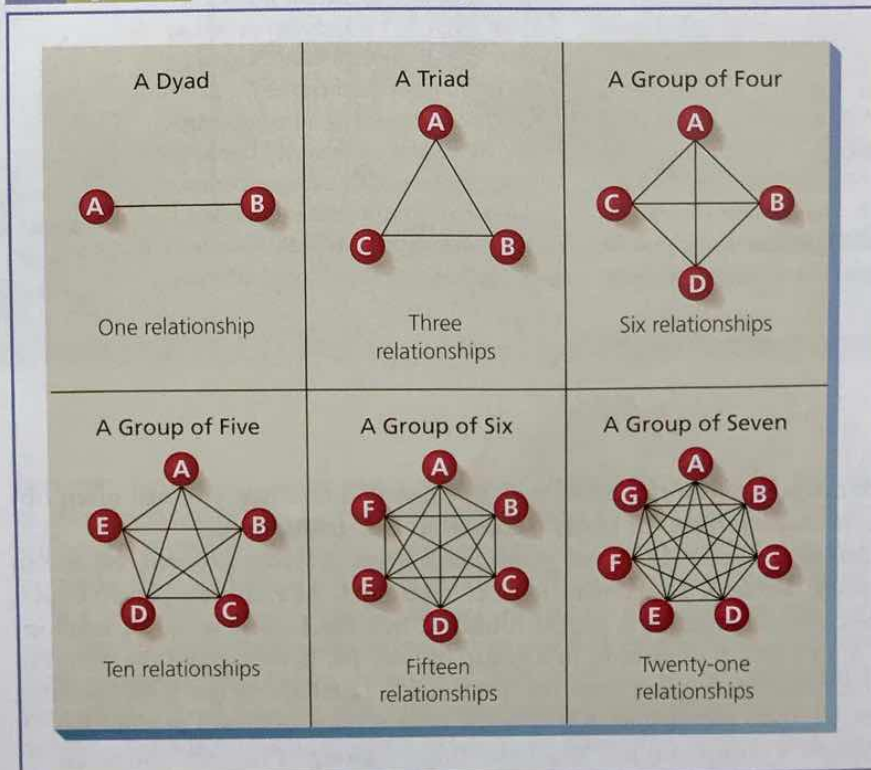 A Dyad
A
B
One relationship
A Triad
A
C
B
Three
relationships
A Group of Four
A
C
B
D
Six relationships
A Group of Five
A
E
B
D
C
Ten relationships
A Group of Six
A
F
B
E
C
D
Fifteen
relationships
A Group of Seven
A
G
B
F
C
E
D
Twenty-one
relationships